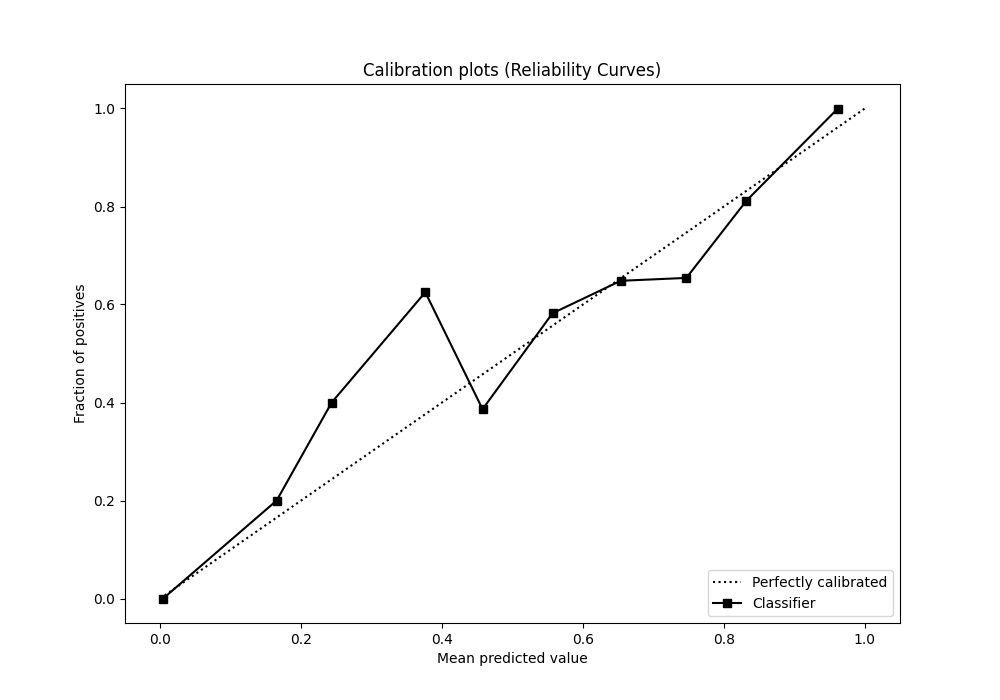 Calibration plots (Reliability Curves)
1.0
0.8
0.6
0.4
0.2
0.0
Fraction of positives
0.0 0.2 0.4 0.6 0.8 1.0
Mean predicted value
Perfectly calibrated
Classifier